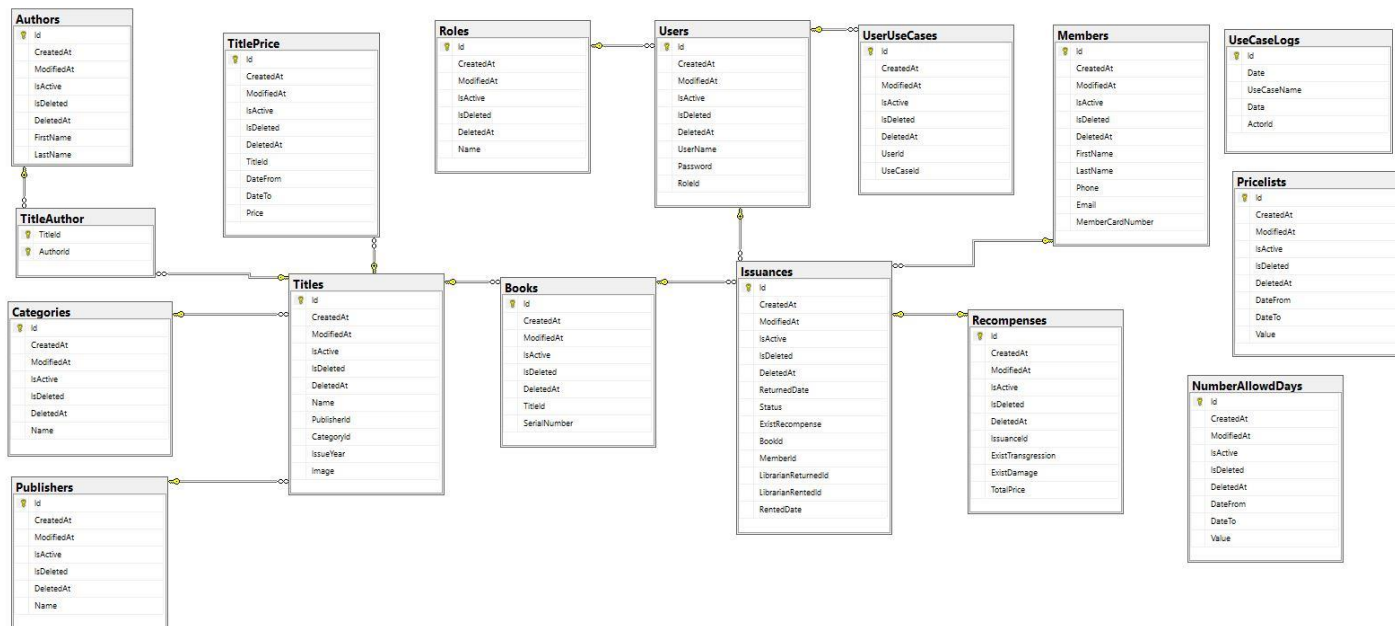 Authors
Id
CreatedAt
ModifiedAt
IsActive
IsDeleted
DeletedAt
FirstName
LastName
TitlePrice
Id
CreatedAt
ModifiedAt
IsActive
IsDeleted
DeletedAt
TitleId
DateFrom
DateTo
Price
Roles
Id
CreatedAt
ModifiedAt
IsActive
IsDeleted
DeletedAt
Name
Users
Id
CreatedAt
ModifiedAt
IsActive
IsDeleted
DeletedAt
UserName
Password
RoleId
UserUseCases
Id
CreatedAt
ModifiedAt
IsActive
IsDeleted
DeletedAt
UserId
UseCaseId
Members
Id
CreatedAt
ModifiedAt
IsActive
IsDeleted
DeletedAt
FirstName
LastName
Phone
Email
MemberCardNumber
UseCaseLogs
Id
Date
UseCaseName
Data
ActorId
Pricelists
Id
CreatedAt
ModifiedAt
IsActive
IsDeleted
DeletedAt
DateFrom
DateTo
Value
TitleAuthor
TitleId
AuthorId
Titles
Id
CreatedAt
ModifiedAt
IsActive
IsDeleted
DeletedAt
Name
PublisherId
CategoryId
IssueYear
Image
Books
Id
CreatedAt
ModifiedAt
IsActive
IsDeleted
DeletedAt
TitleId
SerialNumber
Issuances
Id
CreatedAt
ModifiedAt
IsActive
IsDeleted
DeletedAt
ReturnedDate
Status
ExistRecompense
BookId
MemberId
LibrarianReturnedId
LibrarianRentedId
RentedDate
Recompenses
Id
CreatedAt
ModifiedAt
IsActive
IsDeleted
DeletedAt
IssuanceId
ExistTransgression
ExistDamage
TotalPrice
NumberAllowdDays
Id
CreatedAt
ModifiedAt
IsActive
IsDeleted
DeletedAt
DateFrom
DateTo
Value
Categories
Id
CreatedAt
ModifiedAt
IsActive
IsDeleted
DeletedAt
Name
Publishers
Id
CreatedAt
ModifiedAt
IsActive
IsDeleted
DeletedAt
Name